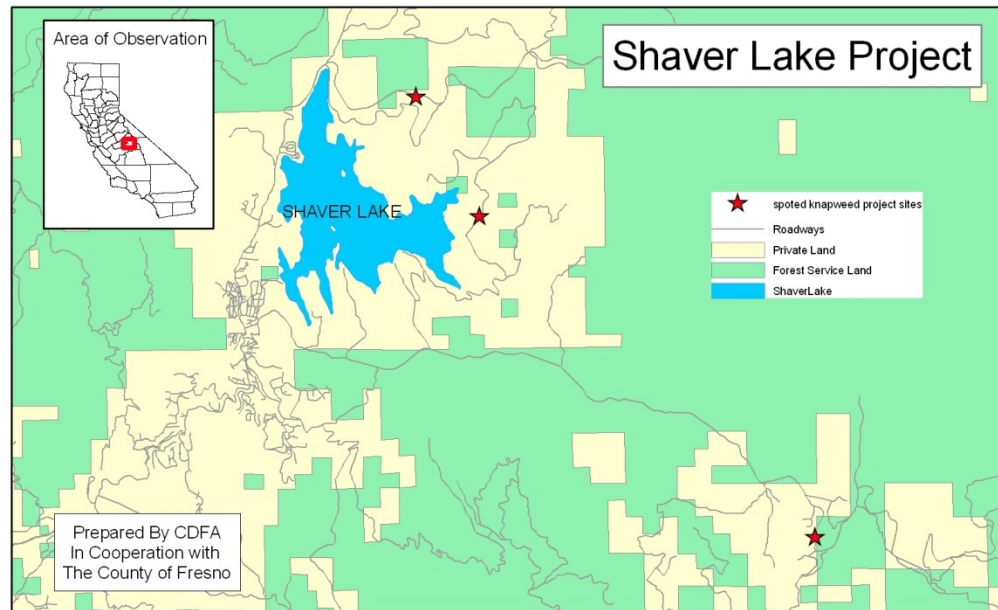 Area of Observation
Shaver Lake Project
SHAVER LAKE
spoted knapweed project sites
Roadways
Private Land
Forest Service Land
ShaverLake
Prepared By CDFA
In Cooperation with
The County of Fresno